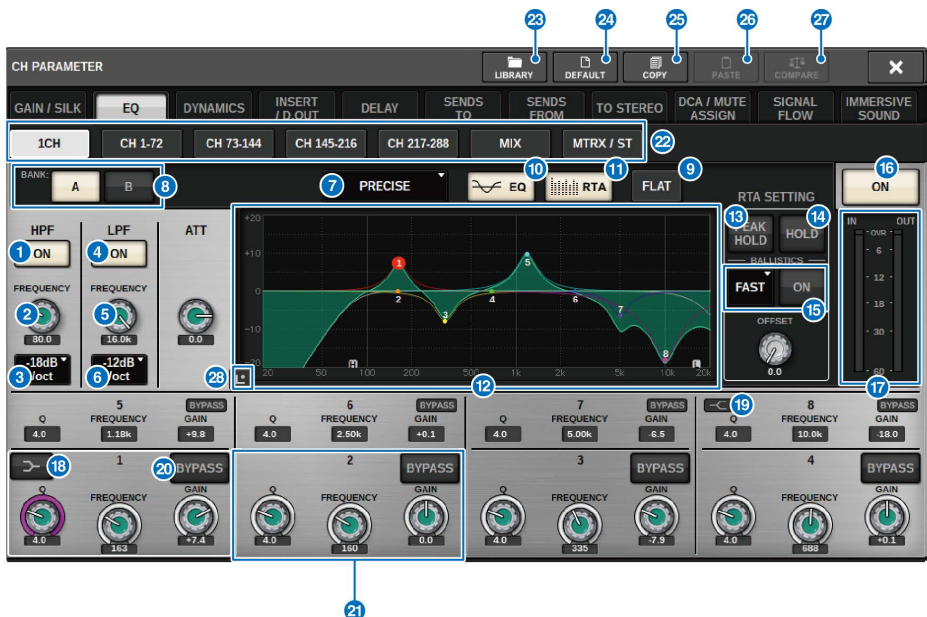 23 24 25 26 27
CH PARAMETER LIBRARY DEFAULT COPY PASTE COMPARE ×
GAIN / SILK EQ DYNAMICS INSERT / D.OUT DELAY SENDS TO SENDS FROM TO STEREO DCA / MUTE ASSIGN SIGNAL FLOW IMMERSIVE SOUND
1CH CH 1-72 CH 73-144 CH 145-216 CH 217-288 MIX MTRX / ST 22
BANK: A B 8 7 PRECISE 10 EQ 11 RTA 9 FLAT 16 ON
RTA SETTING
HPF LPF ATT
1 ON 4 ON
13 PEAK HOLD 14 HOLD
BALLISTICS
FAST ON 15
OFFSET
0.0
IN OUT
OVR
6
12
18
30
60
17
FREQUENCY FREQUENCY
2 5
80.0 16.0k 0.0
-18dB /oct -12dB /oct
3 6 28
+20
+10
0
-10
-20
1 2 3 4 5 6 7 8
H L
20 50 100 200 500 1k 2k 5k 10k 20k
12
5 BYPASS
Q FREQUENCY GAIN
4.0 1.18k +9.8
6 BYPASS
Q FREQUENCY GAIN
4.0 2.50k +0.1
7 BYPASS
Q FREQUENCY GAIN
4.0 5.00k -6.5
19 8 BYPASS
Q FREQUENCY GAIN
4.0 10.0k -18.0
18 1 20 BYPASS
Q FREQUENCY GAIN
4.0 163 +7.4
2 BYPASS
Q FREQUENCY GAIN
4.0 160 0.0
3 BYPASS
Q FREQUENCY GAIN
4.0 335 -7.9
4 BYPASS
Q FREQUENCY GAIN
4.0 688 +0.1
21